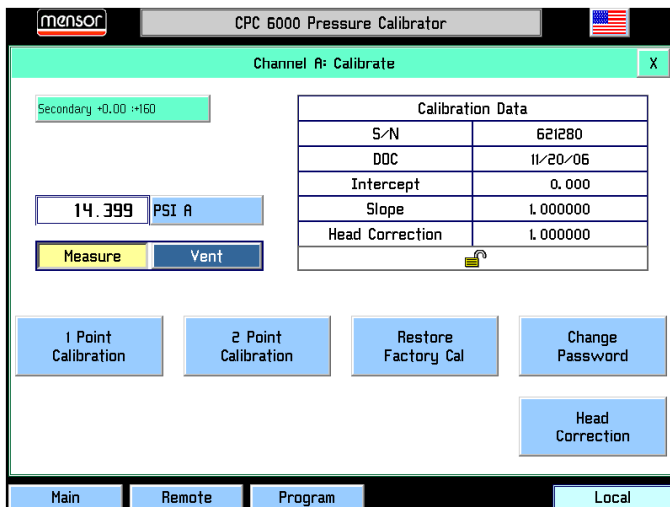 mensor
CPC 6000 Pressure Calibrator
Channel A: Calibrate
X
Secondary +0.00 :+160
Calibration Data
S/N 621280
DOC 11/20/06
Intercept 0.000
Slope 1.000000
Head Correction 1.000000
14.399 PSI A
Measure Vent
1 Point
Calibration
2 Point
Calibration
Restore
Factory Cal
Change
Password
Head
Correction
Main Remote Program Local